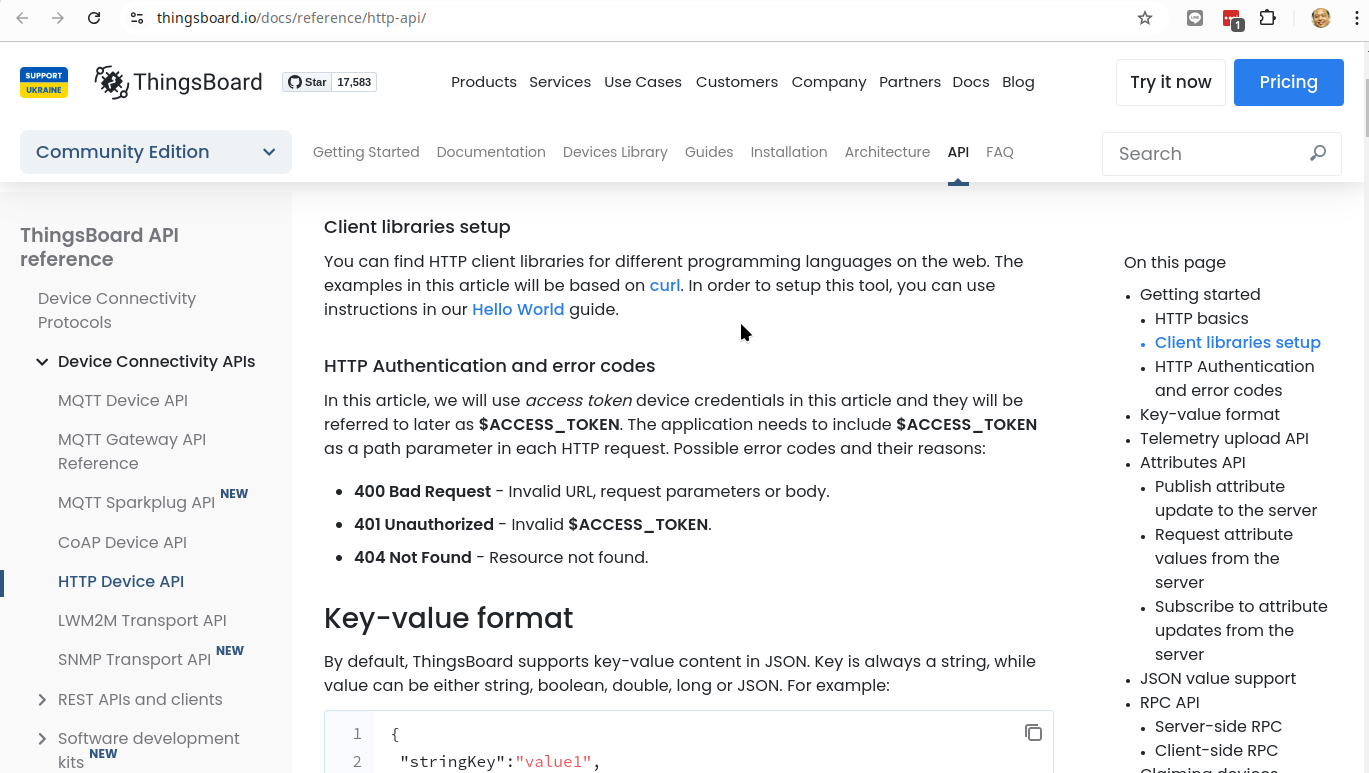 thingsboard.io/docs/reference/http-api/
1
SUPPORT
UKRAINE
ThingsBoard
Star 17,583
Products Services Use Cases Customers Company Partners Docs Blog
Try it now
Pricing
Community Edition
Getting Started Documentation Devices Library Guides Installation Architecture API FAQ
Search
ThingsBoard API
reference
Device Connectivity
Protocols
Device Connectivity APIs
MQTT Device API
MQTT Gateway API
Reference
MQTT Sparkplug API NEW
CoAP Device API
HTTP Device API
LWM2M Transport API
SNMP Transport API NEW
REST APIs and clients
Software development
kits NEW
Client libraries setup
You can find HTTP client libraries for different programming languages on the web. The
examples in this article will be based on curl. In order to setup this tool, you can use
instructions in our Hello World guide.
HTTP Authentication and error codes
In this article, we will use access token device credentials in this article and they will be
referred to later as $ACCESS_TOKEN. The application needs to include $ACCESS_TOKEN
as a path parameter in each HTTP request. Possible error codes and their reasons:
• 400 Bad Request - Invalid URL, request parameters or body.
• 401 Unauthorized - Invalid $ACCESS_TOKEN.
• 404 Not Found - Resource not found.
Key-value format
By default, ThingsBoard supports key-value content in JSON. Key is always a string, while
value can be either string, boolean, double, long or JSON. For example:
1 {
2 "stringKey":"value1",
On this page
• Getting started
• HTTP basics
• Client libraries setup
• HTTP Authentication
and error codes
• Key-value format
• Telemetry upload API
• Attributes API
• Publish attribute
update to the server
• Request attribute
values from the
server
• Subscribe to attribute
updates from the
server
• JSON value support
• RPC API
• Server-side RPC
• Client-side RPC
Claiming devices